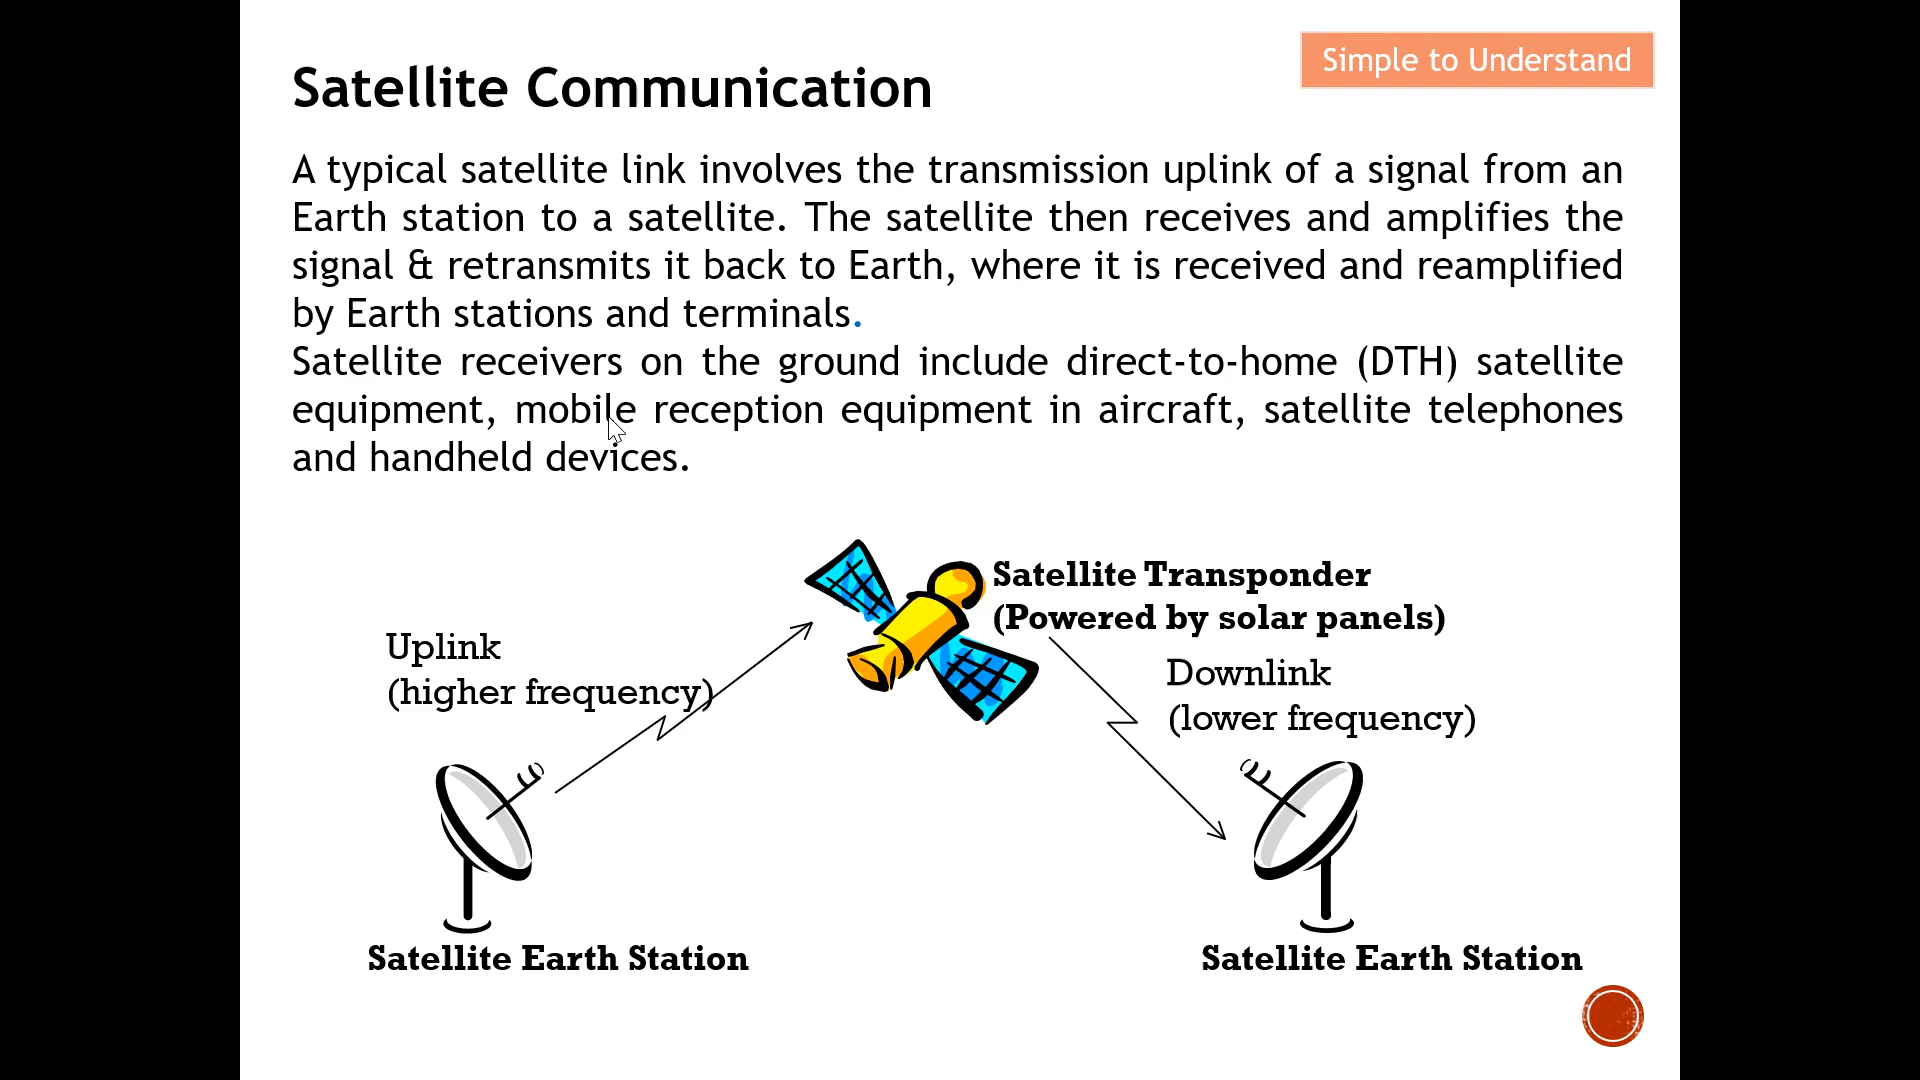 Simple to Understand
Satellite Communication
A typical satellite link involves the transmission uplink of a signal from an
Earth station to a satellite. The satellite then receives and amplifies the
signal & retransmits it back to Earth, where it is received and reamplified
by Earth stations and terminals.
Satellite receivers on the ground include direct-to-home (DTH) satellite
equipment, mobile reception equipment in aircraft, satellite telephones
and handheld devices.
Satellite Transponder
(Powered by solar panels)
Uplink
(higher frequency)
Downlink
(lower frequency)
Satellite Earth Station
Satellite Earth Station